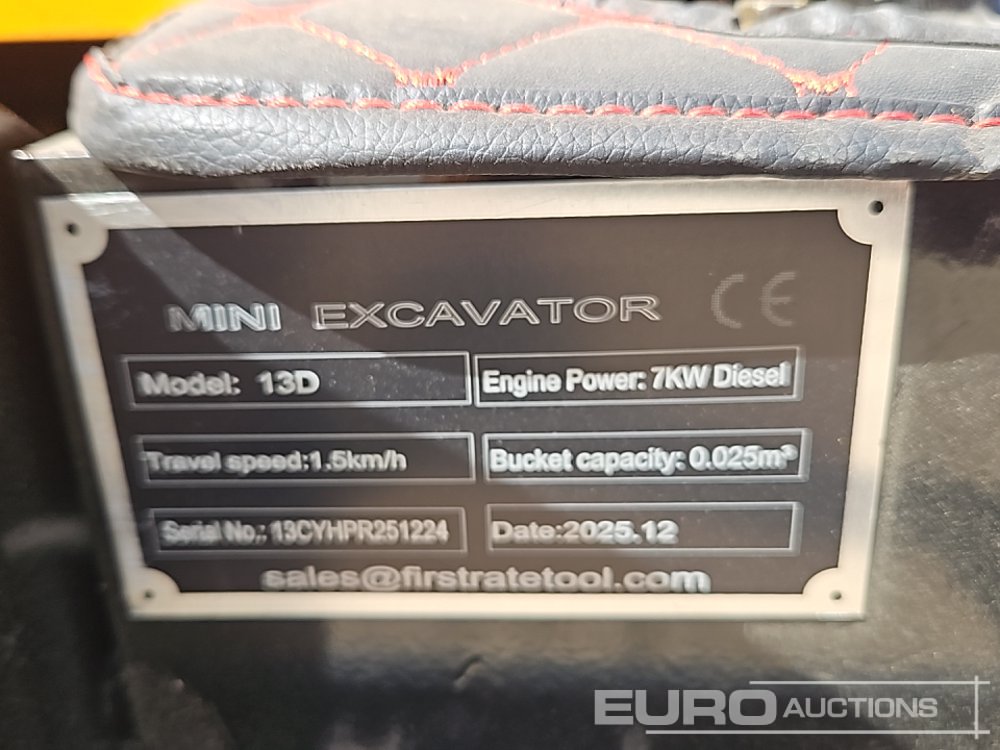 MINI EXCAVATOR CE
Model: 13D Engine Power: 7KW Diesel
Travel speed:1.5km/h Bucket capacity: 0.025m³
Serial No.: 13CYHPR251224 Date:2025.12
sales@firstratetool.com
EURO AUCTIONS